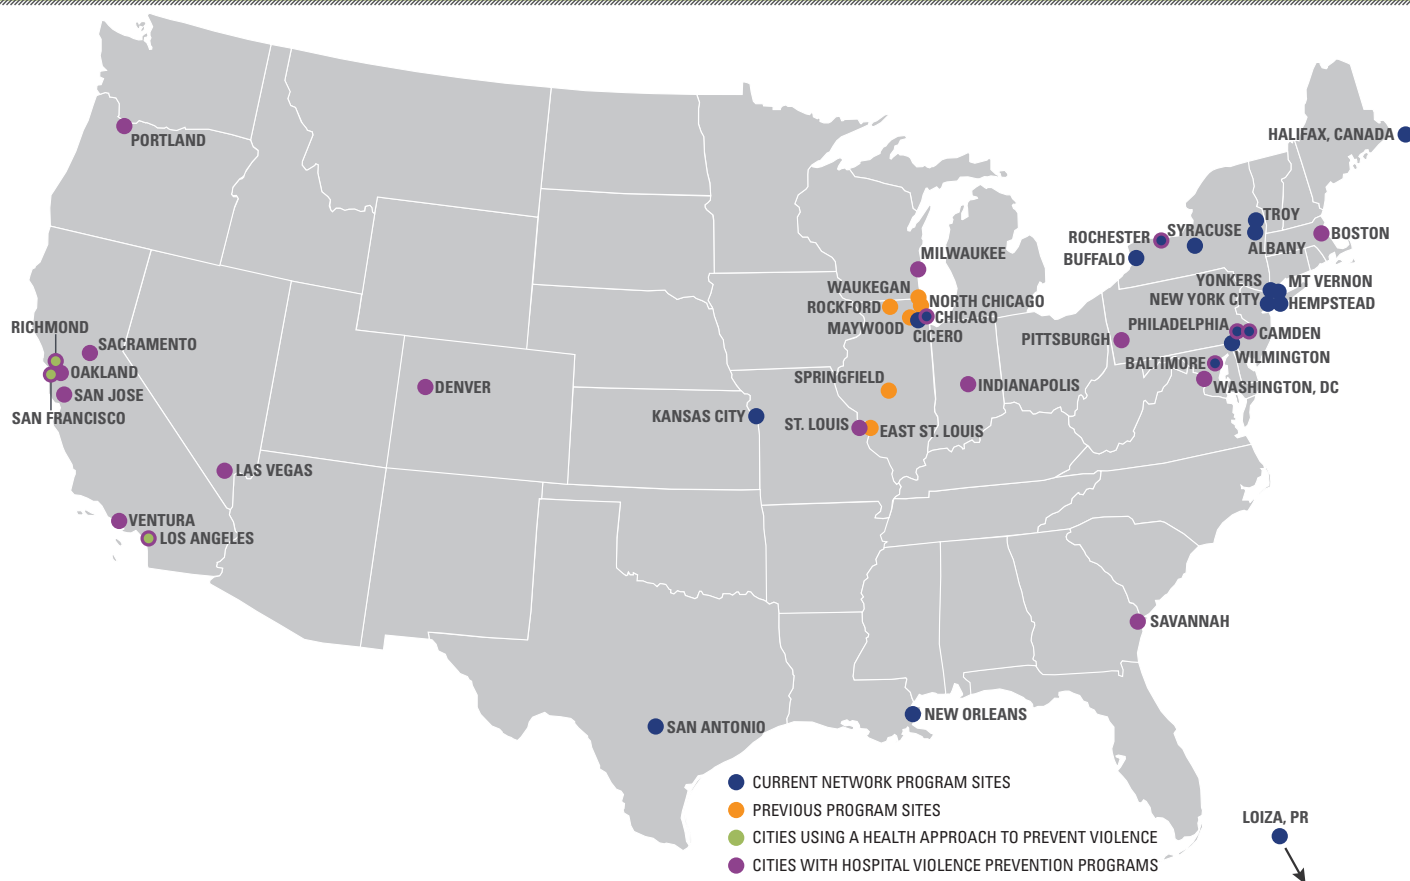 HALIFAX, CANADA
PORTLAND
TROY
SYRACUSE
ROCHESTER
BOSTON
ALBANY
BUFFALO
MILWAUKEE
YONKERS
MT VERNON
WAUKEGAN
NORTH CHICAGO
NEW YORK CITY
HEMPSTEAD
ROCKFORD
CHICAGO
MAYWOOD
CICERO
PHILADELPHIA
CAMDEN
RICHMOND
SACRAMENTO
PITTSBURGH
WILMINGTON
BALTIMORE
OAKLAND
SPRINGFIELD
INDIANAPOLIS
WASHINGTON, DC
DENVER
SAN JOSE
SAN FRANCISCO
KANSAS CITY
ST. LOUIS
EAST ST. LOUIS
LAS VEGAS
VENTURA
LOS ANGELES
SAVANNAH
NEW ORLEANS
SAN ANTONIO
CURRENT NETWORK PROGRAM SITES
PREVIOUS PROGRAM SITES
CITIES USING A HEALTH APPROACH TO PREVENT VIOLENCE
CITIES WITH HOSPITAL VIOLENCE PREVENTION PROGRAMS
LOIZA, PR